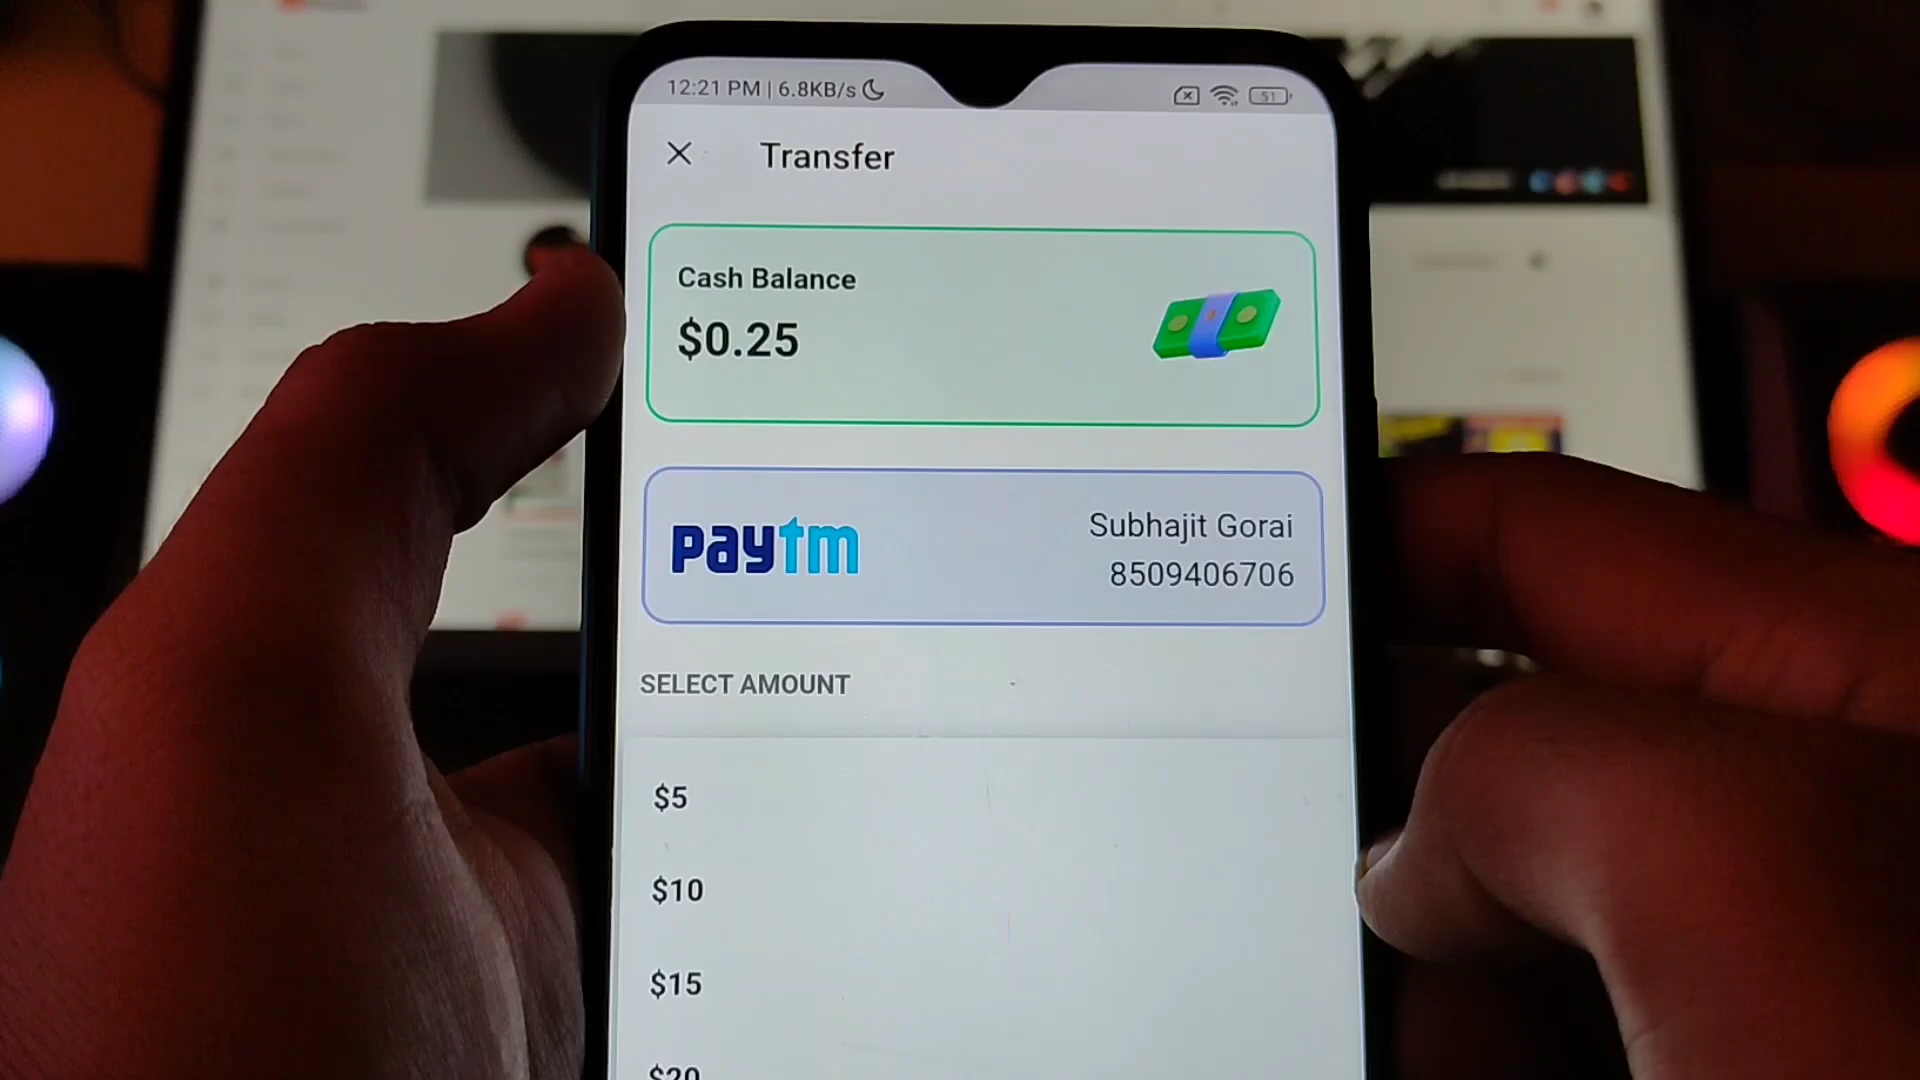 12:21 PM | 6.8KB/s
51
Transfer
Cash Balance
$0.25
paytm
Subhajit Gorai
8509406706
SELECT AMOUNT
$5
$10
$15
$20